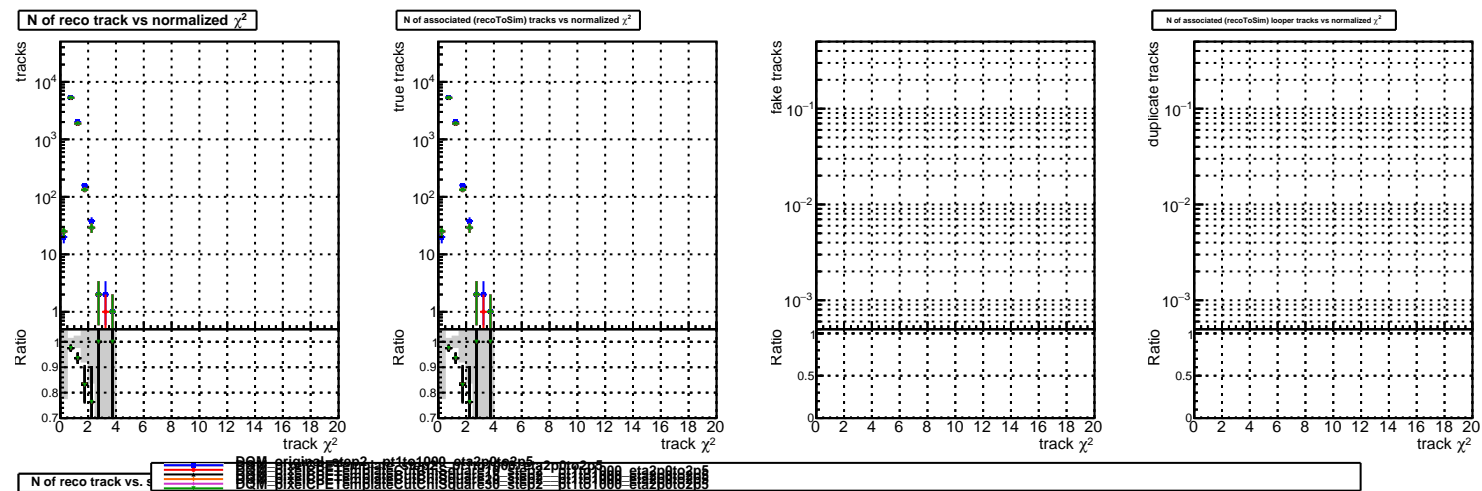 N of reco track vs normalized χ²
N of associated (recoToSim) tracks vs normalized χ²
N of associated (recoToSim) looper tracks vs normalized χ²
tracks
10⁴
10³
10²
10
1
Ratio
1
0.9
0.8
0.7
0 2 4 6 8 10 12 14 16 18 20
track χ²
true tracks
10⁴
10³
10²
10
1
Ratio
1
0.9
0.8
0.7
0 2 4 6 8 10 12 14 16 18 20
track χ²
fake tracks
10⁻¹
10⁻²
10⁻³
Ratio
1
0.5
0
0 2 4 6 8 10 12 14 16 18 20
track χ²
duplicate tracks
10⁻¹
10⁻²
10⁻³
Ratio
1
0.5
0
0 2 4 6 8 10 12 14 16 18 20
track χ²
N of reco track vs. s